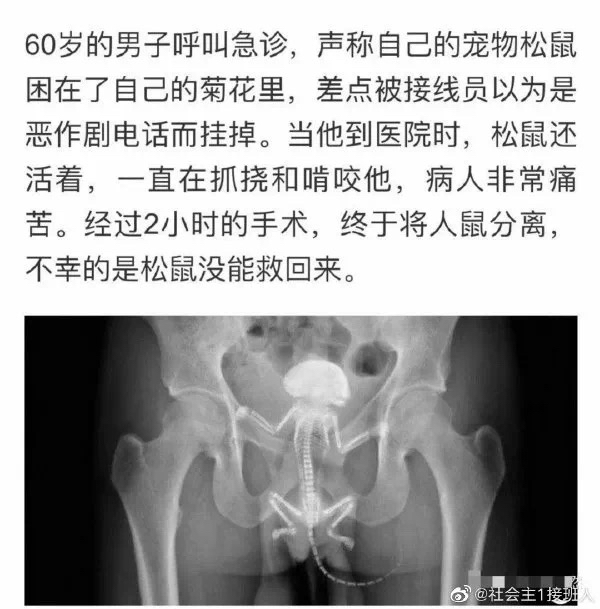 60岁的男子呼叫急诊，声称自己的宠物松鼠
困在了自己的菊花里，差点被接线员以为是
恶作剧电话而挂掉。当他到医院时，松鼠还
活着，一直在抓挠和啃咬他，病人非常痛
苦。经过2小时的手术，终于将人鼠分离，
不幸的是松鼠没能救回来。
@社会主1接班人